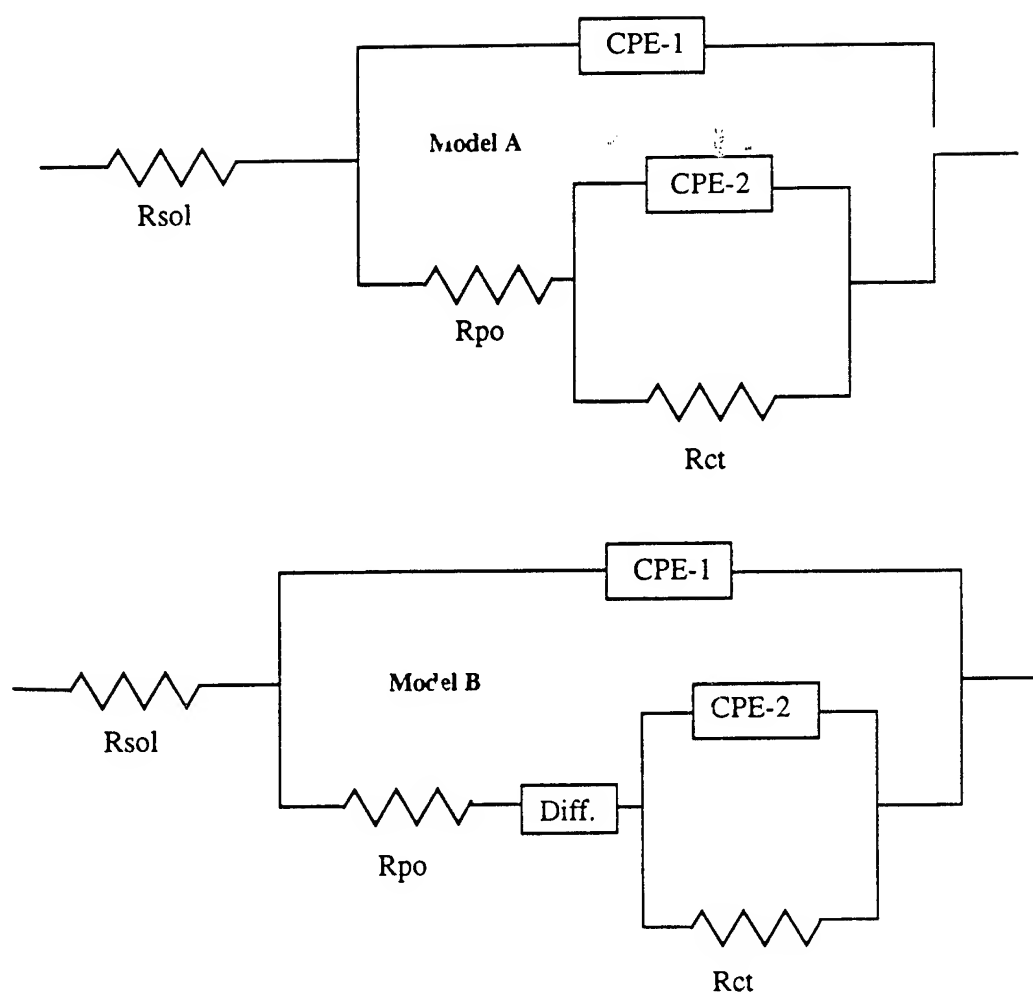 CPE-1
Model A
CPE-2
Rsol
Rpo
Rct
CPE-1
Model B
CPE-2
Rsol
Diff.
Rpo
Rct